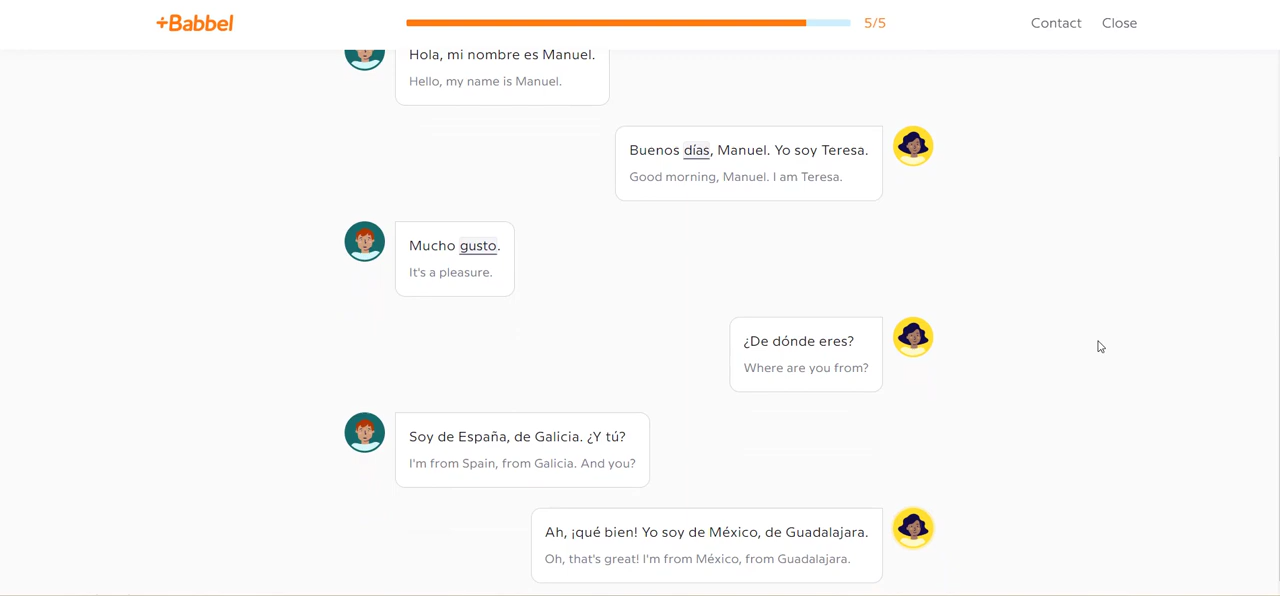 +Babbel
5/5
Contact
Close
Hola, mi nombre es Manuel.
Hello, my name is Manuel.
Buenos días, Manuel. Yo soy Teresa.
Good morning, Manuel. I am Teresa.
Mucho gusto.
It's a pleasure.
¿De dónde eres?
Where are you from?
Soy de España, de Galicia. ¿Y tú?
I'm from Spain, from Galicia. And you?
Ah, ¡qué bien! Yo soy de México, de Guadalajara.
Oh, that's great! I'm from México, from Guadalajara.